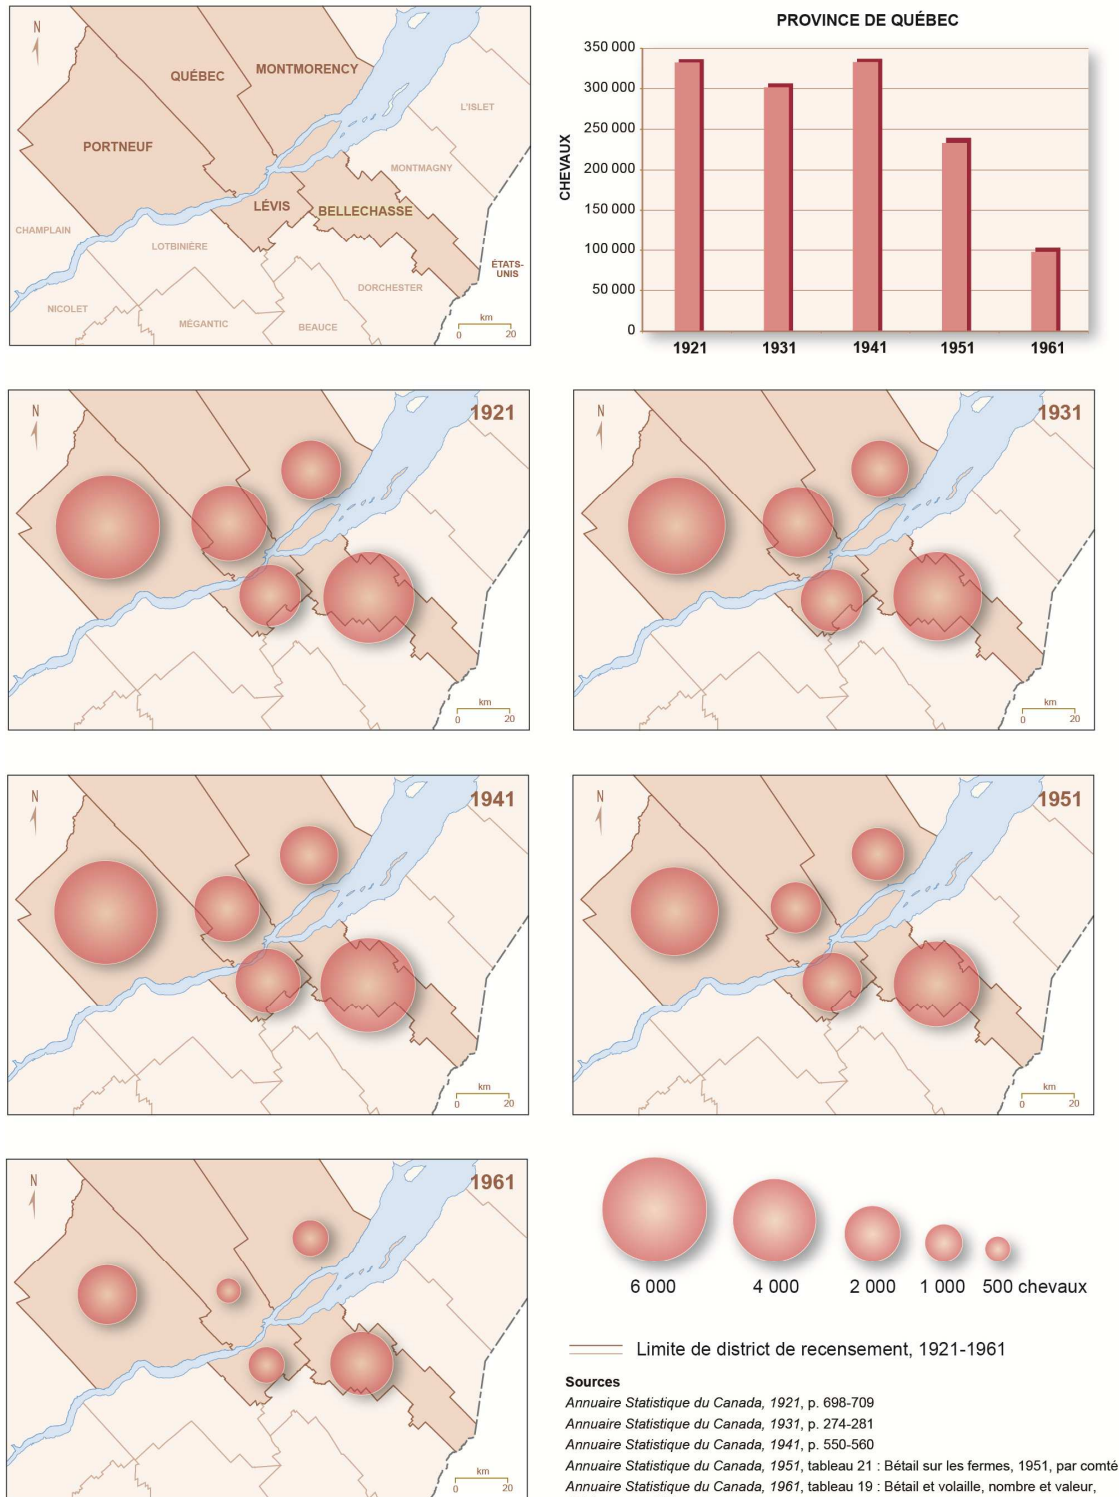 N
QUÉBEC
MONTMORENCY
L'ISLET
PORTNEUF
MONTMAGNY
LÉVIS
BELLECHASSE
CHAMPLAIN
LOTBINIÈRE
ÉTATS-
UNIS
DORCHESTER
NICOLET
MÉGANTIC
BEAUCE
km
0 20
PROVINCE DE QUÉBEC
CHEVAUX
350 000
300 000
250 000
200 000
150 000
100 000
50 000
0
1921 1931 1941 1951 1961
N
1921
km
0 20
N
1931
km
0 20
N
1941
km
0 20
N
1951
km
0 20
N
1961
km
0 20
6 000 4 000 2 000 1 000 500 chevaux
Limite de district de recensement, 1921-1961
Sources
Annuaire Statistique du Canada, 1921, p. 698-709
Annuaire Statistique du Canada, 1931, p. 274-281
Annuaire Statistique du Canada, 1941, p. 550-560
Annuaire Statistique du Canada, 1951, tableau 21 : Bétail sur les fermes, 1951, par comté
Annuaire Statistique du Canada, 1961, tableau 19 : Bétail et volaille, nombre et valeur,